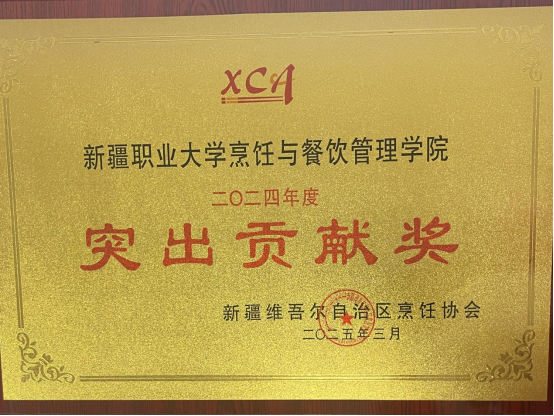 XCA
新疆职业大学烹饪与餐饮管理学院
二〇二四年度
突出贡献奖
新疆维吾尔自治区烹饪协会
二〇二五年三月